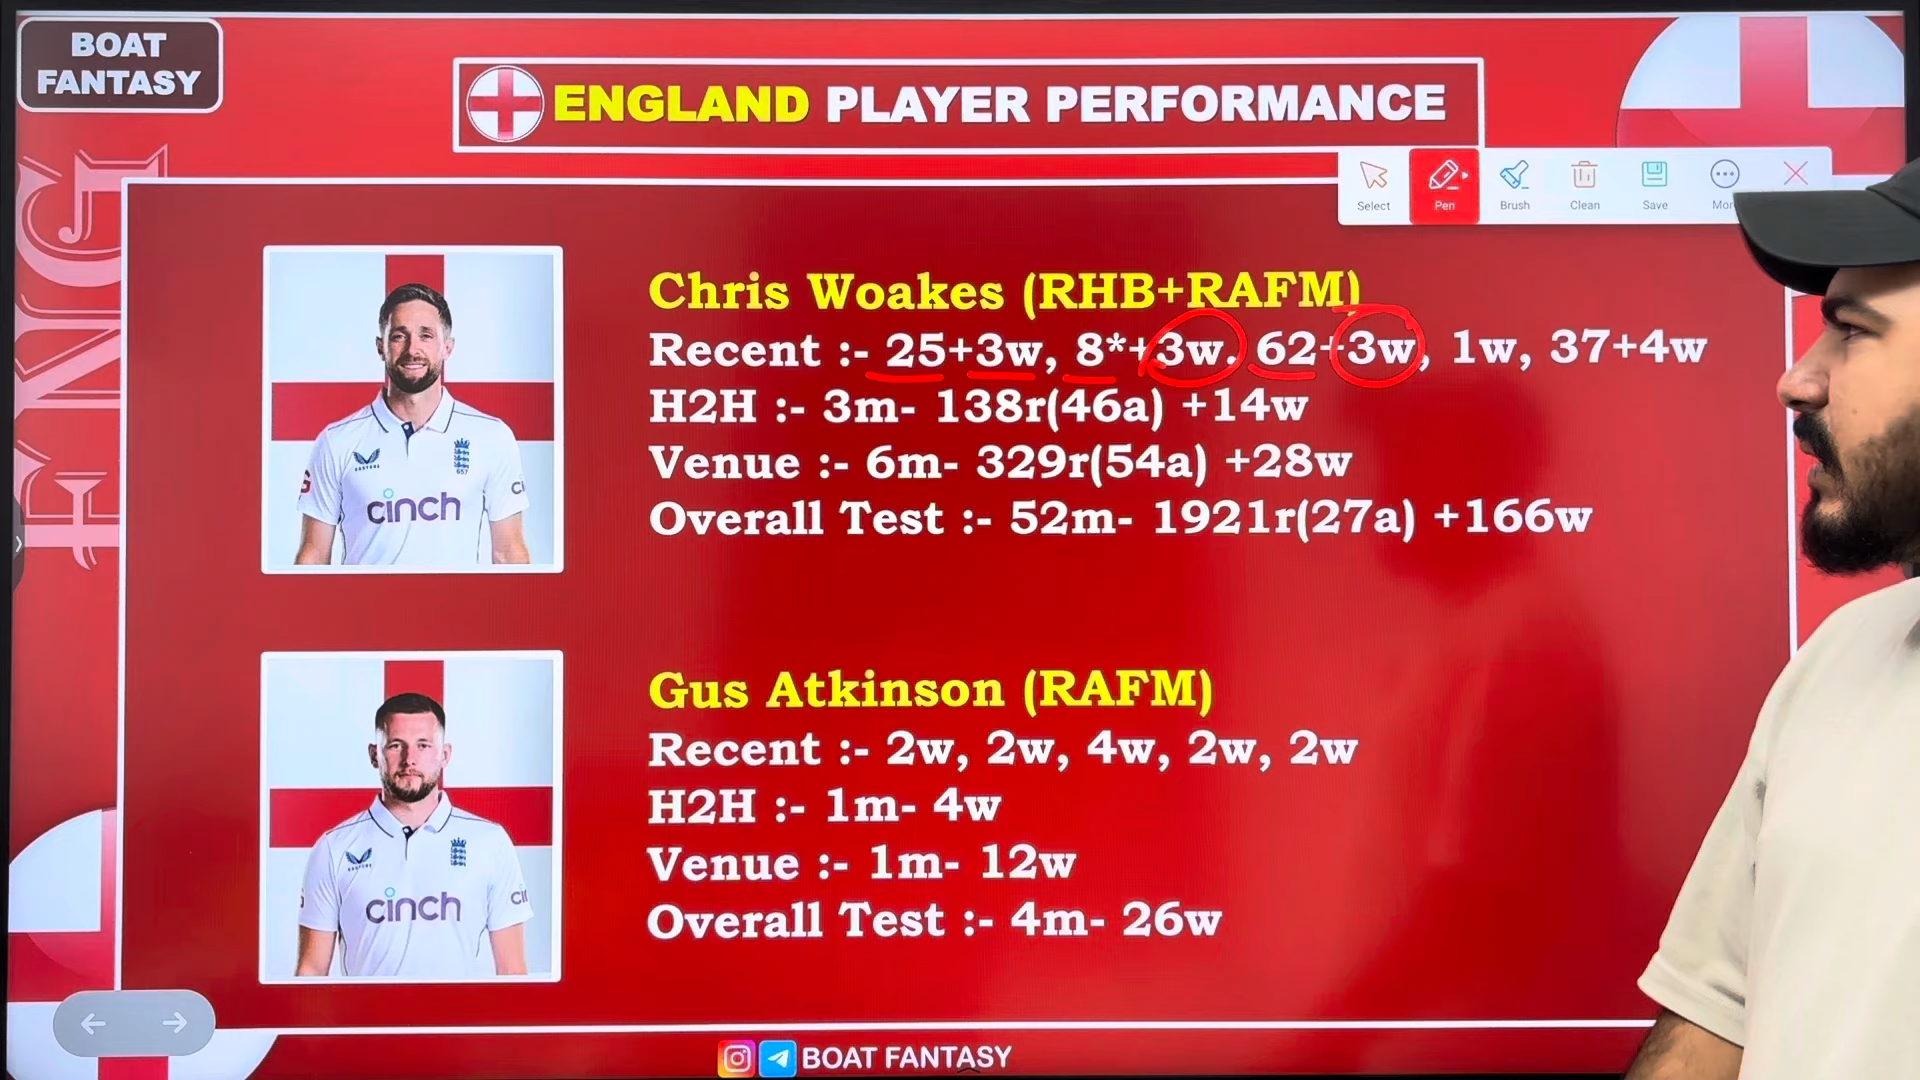 BOAT
FANTASY
ENGLAND PLAYER PERFORMANCE
ENG
Select
Pen
Brush
Clean
Save
Chris Woakes (RHB+RAFM)
Recent :- 25+3w, 8*+3w, 62+3w, 1w, 37+4w
H2H :- 3m- 138r(46a) +14w
Venue :- 6m- 329r(54a) +28w
Overall Test :- 52m- 1921r(27a) +166w
657
cinch
Gus Atkinson (RAFM)
Recent :- 2w, 2w, 4w, 2w, 2w
H2H :- 1m- 4w
Venue :- 1m- 12w
Overall Test :- 4m- 26w
cinch
BOAT FANTASY